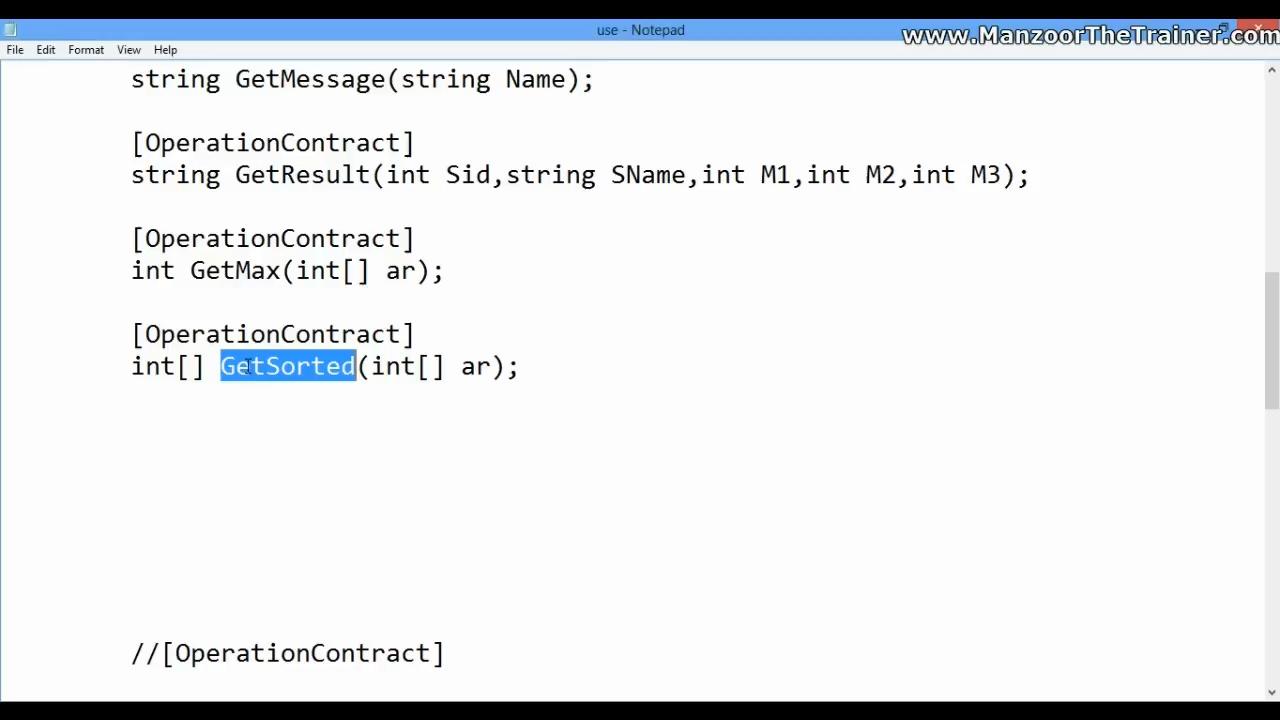 use - Notepad
www.ManzoorTheTrainer.com
File Edit Format View Help
string GetMessage(string Name);
[OperationContract]
string GetResult(int Sid,string SName,int M1,int M2,int M3);
[OperationContract]
int GetMax(int[] ar);
[OperationContract]
int[] GetSorted(int[] ar);
//[OperationContract]